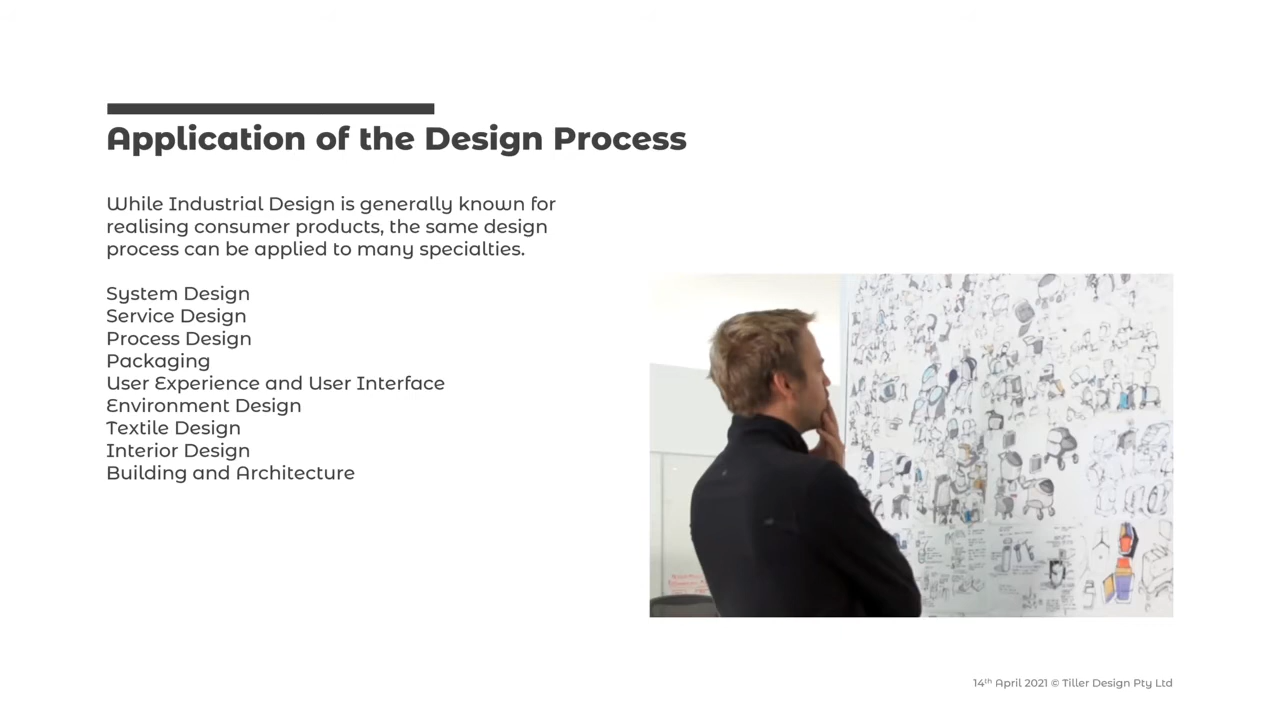 Application of the Design Process
While Industrial Design is generally known for
realising consumer products, the same design
process can be applied to many specialties.
System Design
Service Design
Process Design
Packaging
User Experience and User Interface
Environment Design
Textile Design
Interior Design
Building and Architecture
14th April 2021 © Tiller Design Pty Ltd